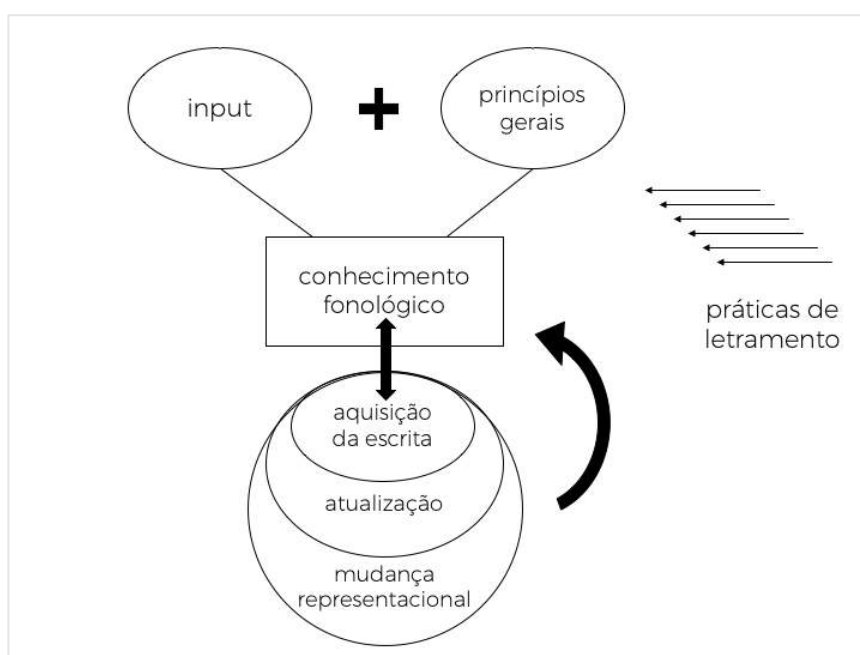 input
+
princípios
gerais
conhecimento
fonológico
práticas de
letramento
aquisição
da escrita
atualização
mudança
representacional